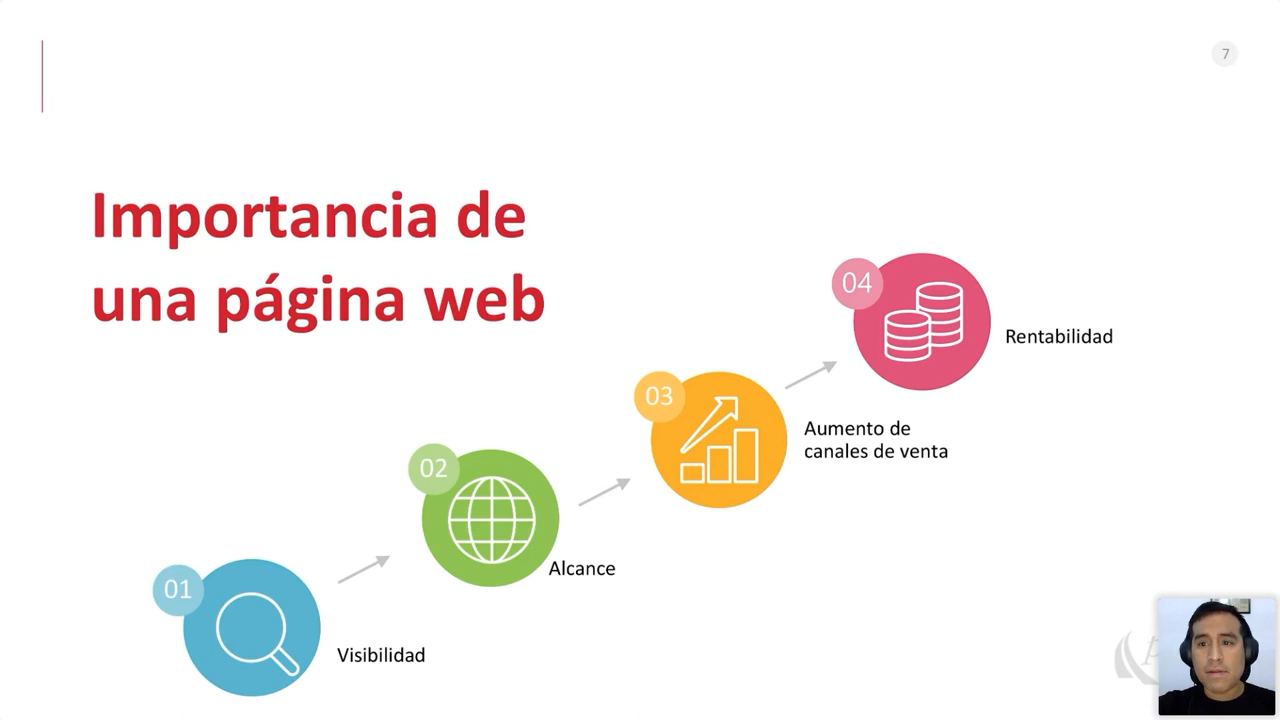 7
Importancia de
una página web
04
Rentabilidad
03
Aumento de
canales de venta
02
Alcance
01
Visibilidad